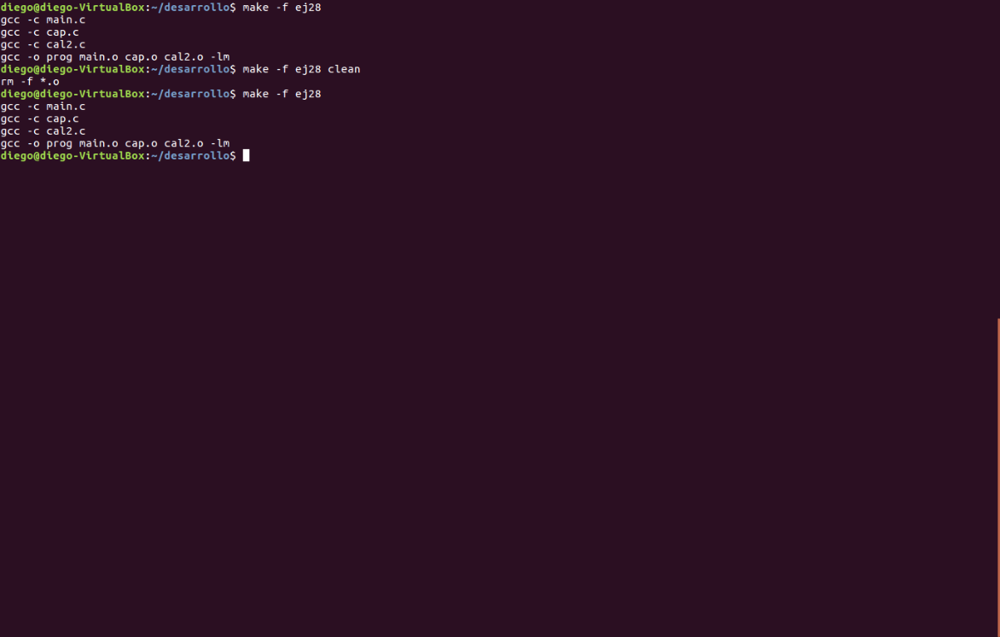 diego@diego-VirtualBox:~/desarrollo$ make -f ej28
gcc -c main.c
gcc -c cap.c
gcc -c cal2.c
gcc -o prog main.o cap.o cal2.o -lm
diego@diego-VirtualBox:~/desarrollo$ make -f ej28 clean
rm -f *.o
diego@diego-VirtualBox:~/desarrollo$ make -f ej28
gcc -c main.c
gcc -c cap.c
gcc -c cal2.c
gcc -o prog main.o cap.o cal2.o -lm
diego@diego-VirtualBox:~/desarrollo$